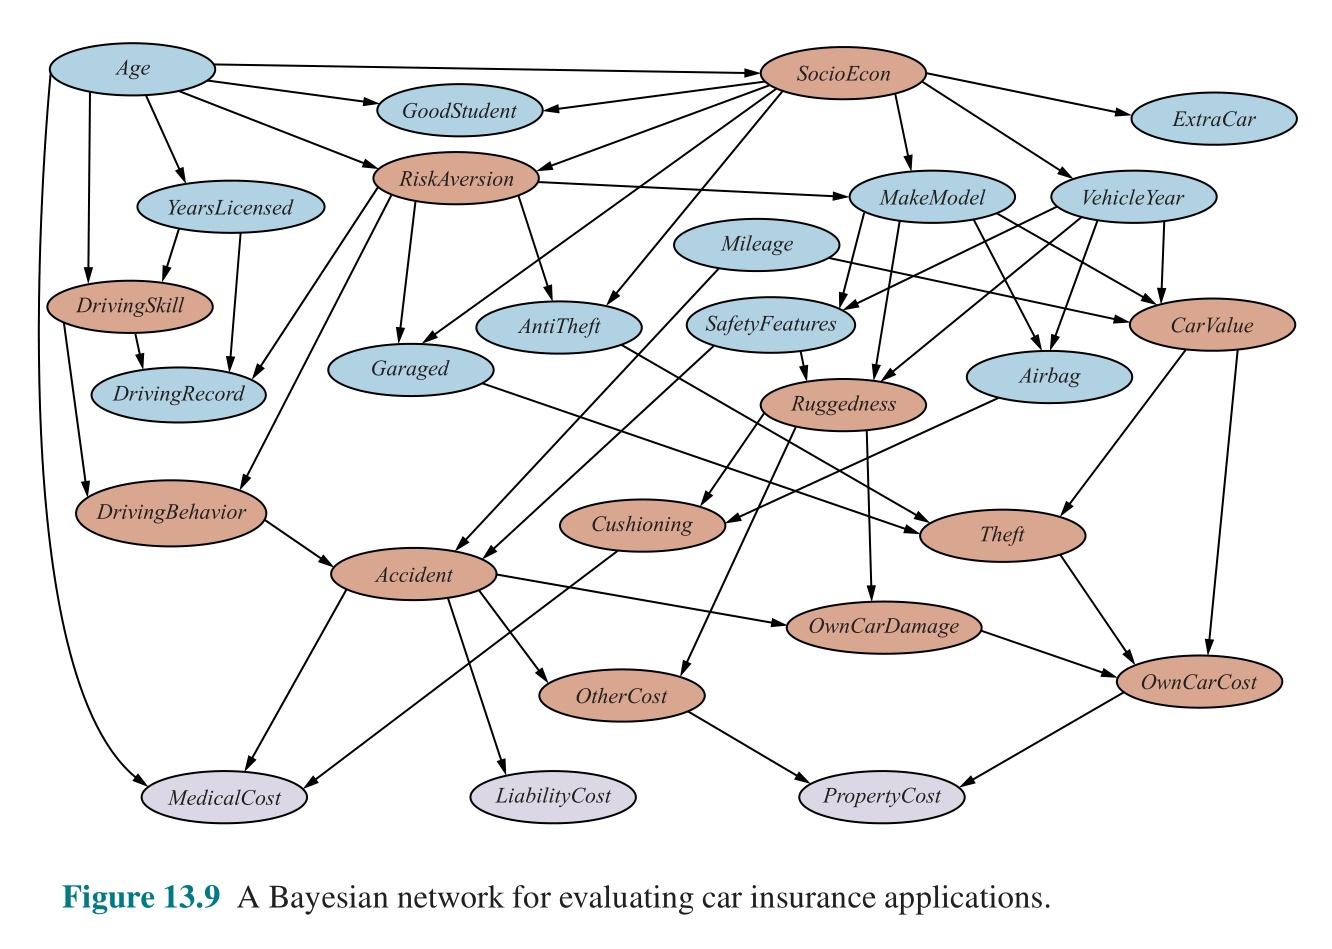 Age
SocioEcon
GoodStudent
ExtraCar
RiskAversion
YearsLicensed
MakeModel
VehicleYear
Mileage
DrivingSkill
AntiTheft
SafetyFeatures
CarValue
Garaged
Airbag
DrivingRecord
Ruggedness
DrivingBehavior
Cushioning
Theft
Accident
OwnCarDamage
OtherCost
OwnCarCost
MedicalCost
LiabilityCost
PropertyCost
Figure 13.9 A Bayesian network for evaluating car insurance applications.